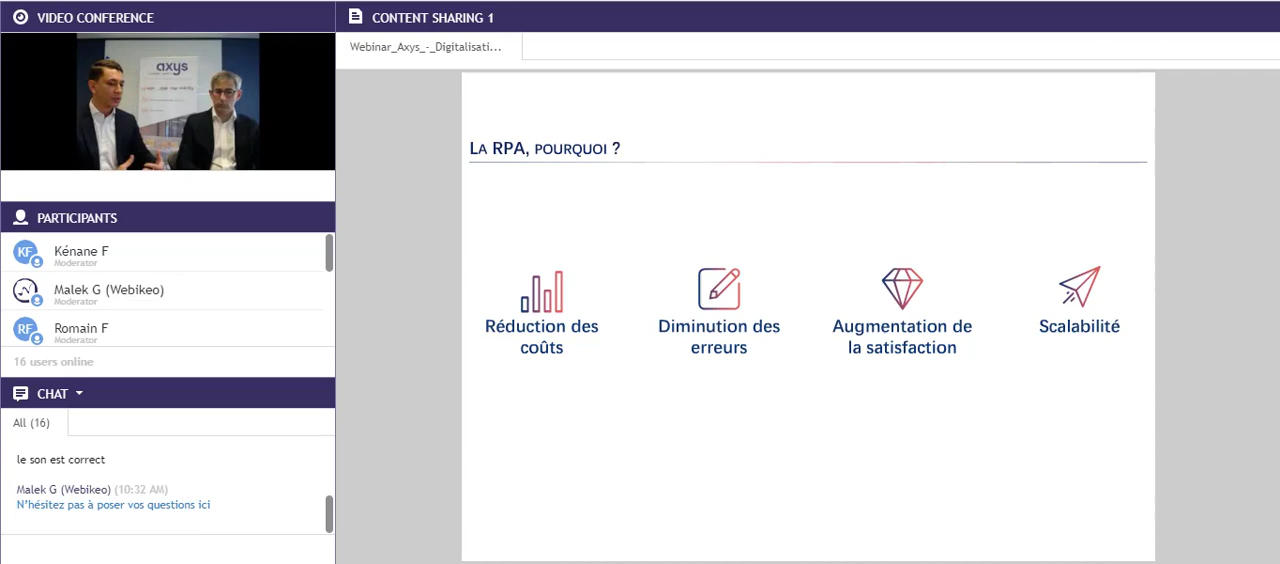 VIDEO CONFERENCE
axys
PARTICIPANTS
KF
Kénane F
Moderator
Malek G (Webikeo)
Moderator
RF
Romain F
Moderator
16 users online
CHAT
All (16)
le son est correct
Malek G (Webikeo) (10:32 AM)
N'hésitez pas à poser vos questions ici
CONTENT SHARING 1
Webinar_Axys_-_Digitalisati...
LA RPA, POURQUOI ?
Réduction des
coûts
Diminution des
erreurs
Augmentation de
la satisfaction
Scalabilité